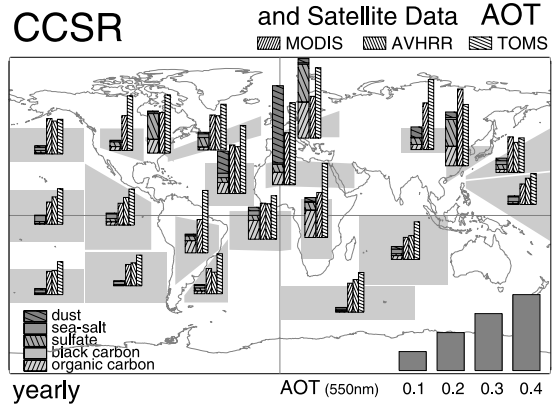 CCSR and Satellite Data AOT
MODIS AVHRR TOMS
dust
sea-salt
sulfate
black carbon
organic carbon
yearly AOT (550nm) 0.1 0.2 0.3 0.4